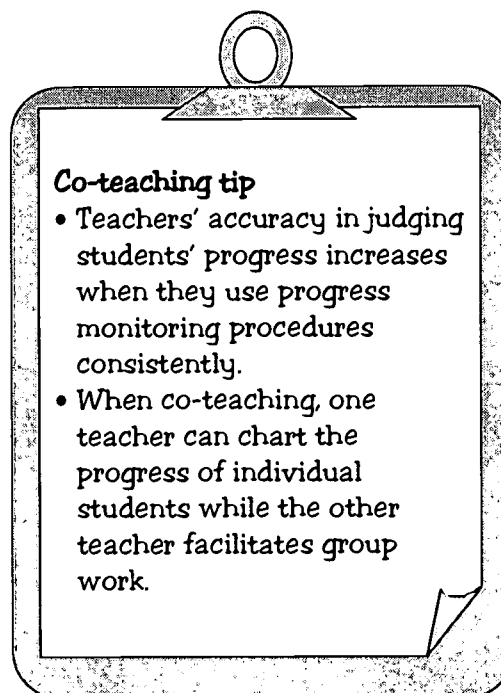 Co-teaching tip
• Teachers' accuracy in judging
students' progress increases
when they use progress
monitoring procedures
consistently.
• When co-teaching, one
teacher can chart the
progress of individual
students while the other
teacher facilitates group
work.